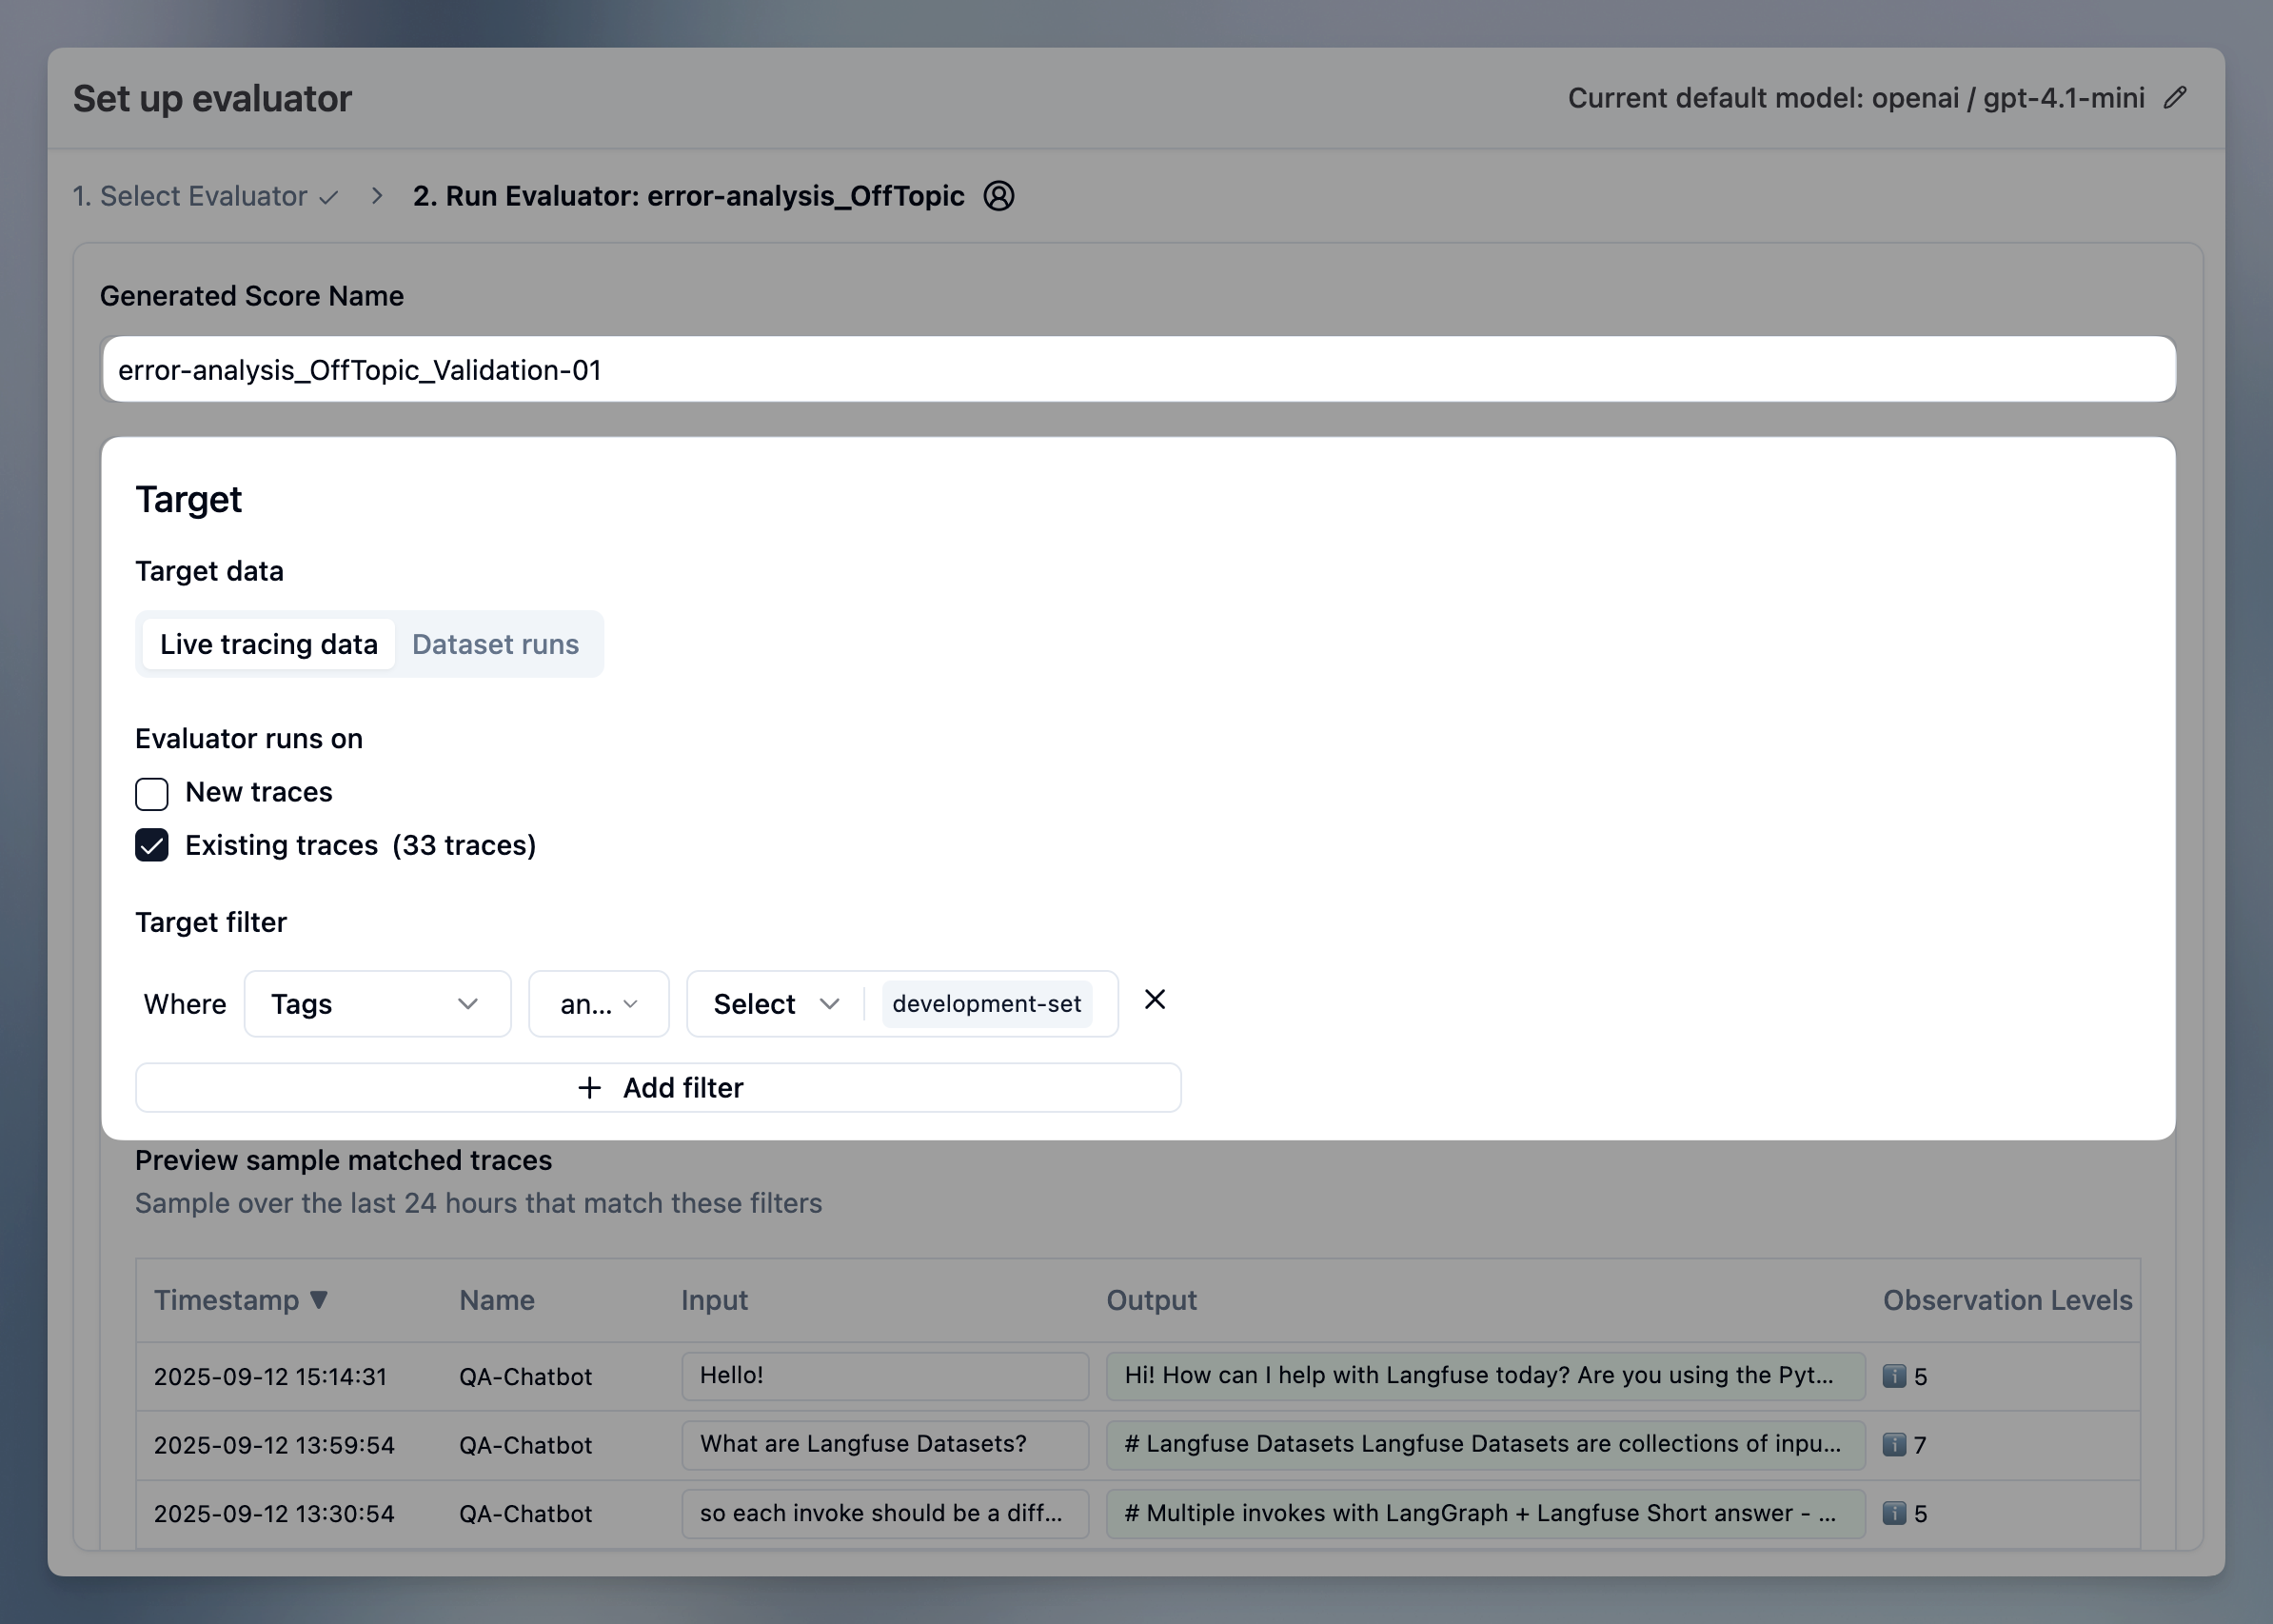 Set up evaluator
Current default model: openai / gpt-4.1-mini
1. Select Evaluator ✓ > 2. Run Evaluator: error-analysis_OffTopic
Generated Score Name
error-analysis_OffTopic_Validation-01
Target
Target data
Live tracing data Dataset runs
Evaluator runs on
New traces
Existing traces (33 traces)
Target filter
Where Tags an... Select development-set
+ Add filter
Preview sample matched traces
Sample over the last 24 hours that match these filters
Timestamp ▼ Name Input Output Observation Levels
2025-09-12 15:14:31 QA-Chatbot Hello! Hi! How can I help with Langfuse today? Are you using the Pyt... 5
2025-09-12 13:59:54 QA-Chatbot What are Langfuse Datasets? # Langfuse Datasets Langfuse Datasets are collections of inpu... 7
2025-09-12 13:30:54 QA-Chatbot so each invoke should be a diff... # Multiple invokes with LangGraph + Langfuse Short answer - ... 5